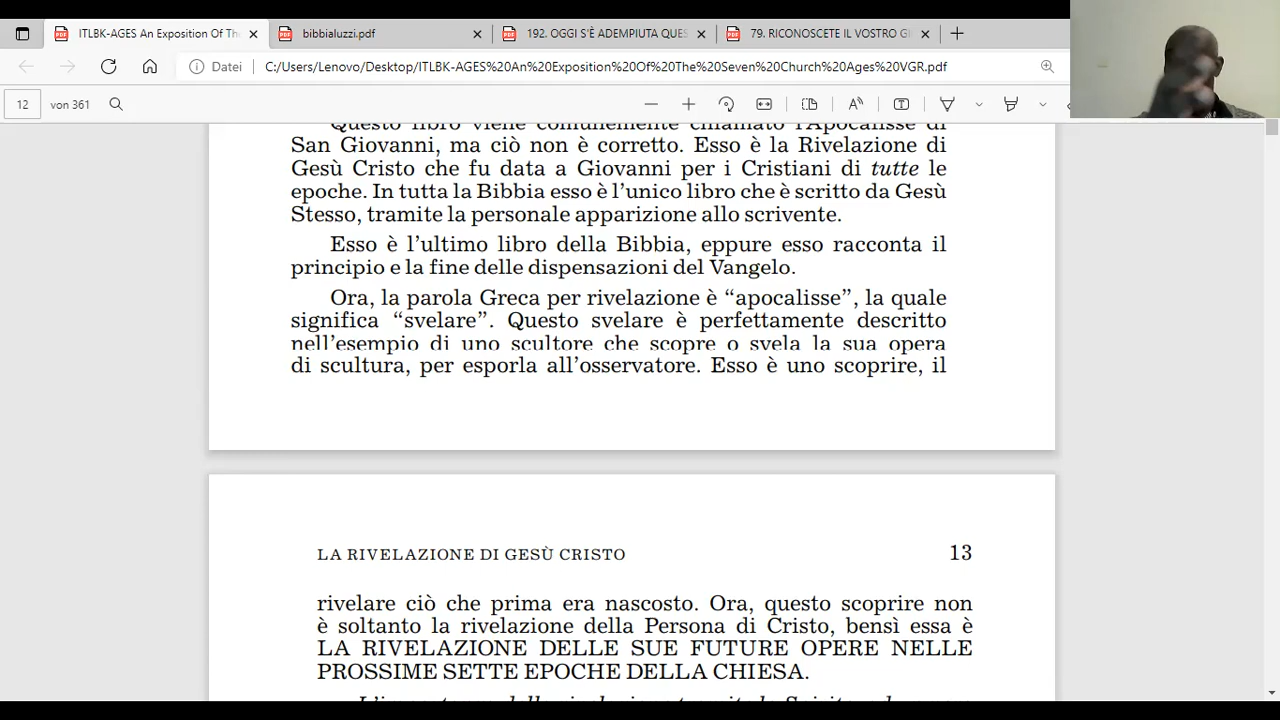 ITLBK-AGES An Exposition Of The
bibbialuzzi.pdf
192. OGGI S'È ADEMPIUTA QUES
79. RICONOSCETE IL VOSTRO G
Datei
C:/Users/Lenovo/Desktop/ITLBK-AGES%20An%20Exposition%20Of%20The%20Seven%20Church%20Ages%20VGR.pdf
12 von 361
Questo libro viene comunemente chiamato l'Apocalisse di
San Giovanni, ma ciò non è corretto. Esso è la Rivelazione di
Gesù Cristo che fu data a Giovanni per i Cristiani di tutte le
epoche. In tutta la Bibbia esso è l'unico libro che è scritto da Gesù
Stesso, tramite la personale apparizione allo scrivente.
Esso è l'ultimo libro della Bibbia, eppure esso racconta il
principio e la fine delle dispensazioni del Vangelo.
Ora, la parola Greca per rivelazione è “apocalisse”, la quale
significa “svelare”. Questo svelare è perfettamente descritto
nell'esempio di uno scultore che scopre o svela la sua opera
di scultura, per esporla all'osservatore. Esso è uno scoprire, il
LA RIVELAZIONE DI GESÙ CRISTO
13
rivelare ciò che prima era nascosto. Ora, questo scoprire non
è soltanto la rivelazione della Persona di Cristo, bensì essa è
LA RIVELAZIONE DELLE SUE FUTURE OPERE NELLE
PROSSIME SETTE EPOCHE DELLA CHIESA.